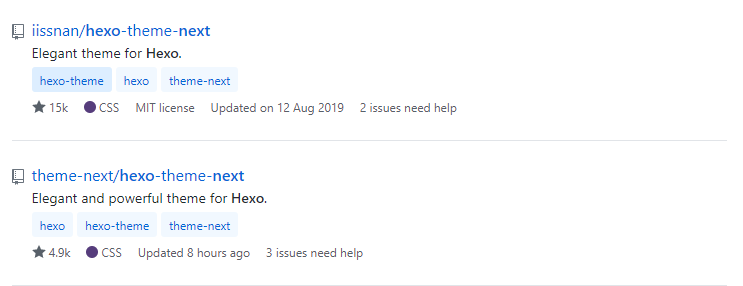 iissnan/hexo-theme-next
Elegant theme for Hexo.
hexo-theme hexo theme-next
15k CSS MIT license Updated on 12 Aug 2019 2 issues need help
theme-next/hexo-theme-next
Elegant and powerful theme for Hexo.
hexo hexo-theme theme-next
4.9k CSS Updated 8 hours ago 3 issues need help